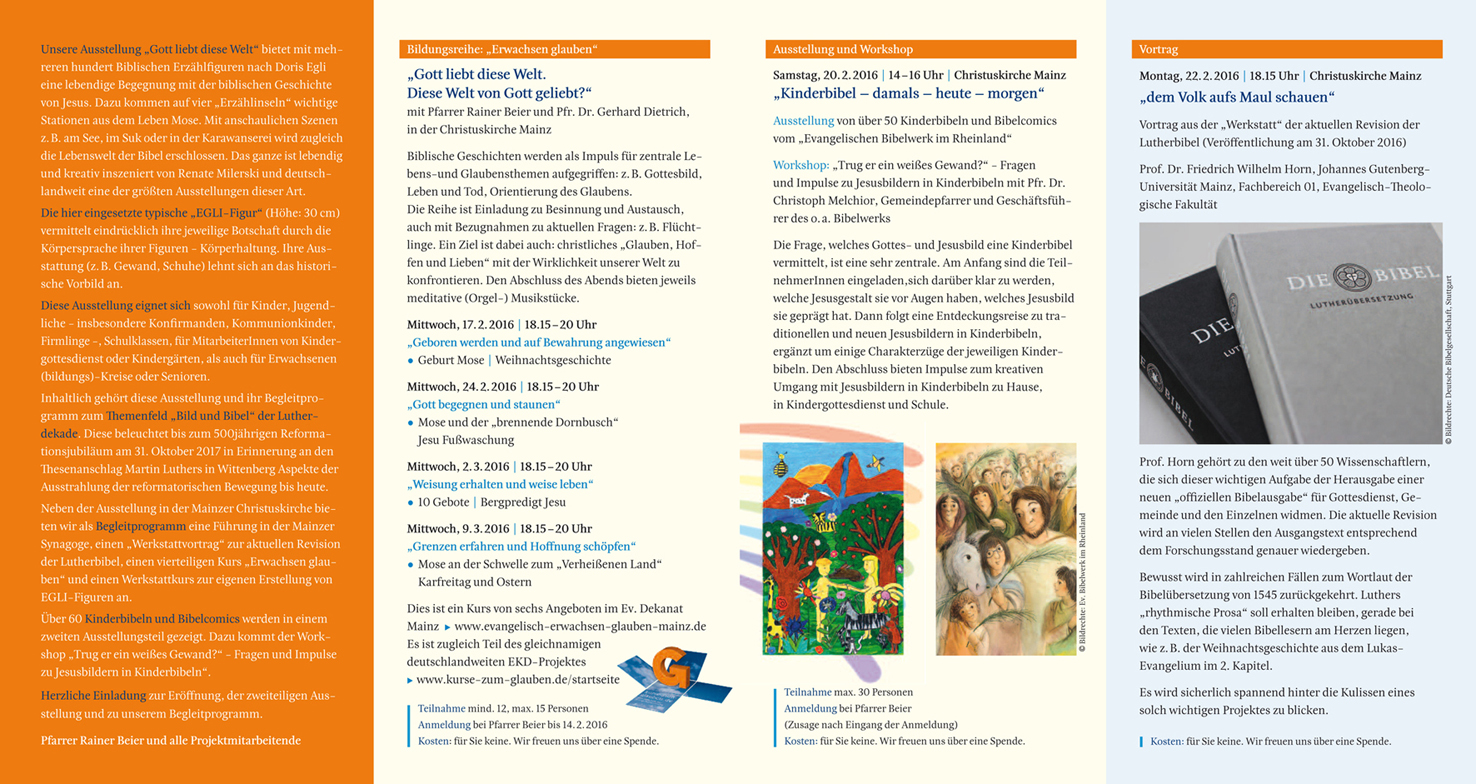 Unsere Ausstellung „Gott liebt diese Welt“ bietet mit meh-
reren hundert Biblischen Erzählfiguren nach Doris Egli
eine lebendige Begegnung mit der biblischen Geschichte
von Jesus. Dazu kommen auf vier „Erzählinseln“ wichtige
Stationen aus dem Leben Mose. Mit anschaulichen Szenen
z. B. am See, im Suk oder in der Karawanserei wird zugleich
die Lebenswelt der Bibel erschlossen. Das ganze ist lebendig
und kreativ inszeniert von Renate Milerski und deutsch-
landweit eine der größten Ausstellungen dieser Art.
Die hier eingesetzte typische „EGLI-Figur“ (Höhe: 30 cm)
vermittelt eindrücklich ihre jeweilige Botschaft durch die
Körpersprache ihrer Figuren – Körperhaltung. Ihre Aus-
stattung (z. B. Gewand, Schuhe) lehnt sich an das histori-
sche Vorbild an.
Diese Ausstellung eignet sich sowohl für Kinder, Jugend-
liche – insbesondere Konfirmanden, Kommunionkinder,
Firmlinge –, Schulklassen, für MitarbeiterInnen von Kinder-
gottesdienst oder Kindergärten, als auch für Erwachsenen
(bildungs)-Kreise oder Senioren.
Inhaltlich gehört diese Ausstellung und ihr Begleitpro-
gramm zum Themenfeld „Bild und Bibel“ der Luther-
dekade. Diese beleuchtet bis zum 500jährigen Reforma-
tionsjubiläum am 31. Oktober 2017 in Erinnerung an den
Thesenanschlag Martin Luthers in Wittenberg Aspekte der
Ausstrahlung der reformatorischen Bewegung bis heute.
Neben der Ausstellung in der Mainzer Christuskirche bie-
ten wir als Begleitprogramm eine Führung in der Mainzer
Synagoge, einen „Werkstattvortrag“ zur aktuellen Revision
der Lutherbibel, einen vierteiligen Kurs „Erwachsen glau-
ben“ und einen Werkstattkurs zur eigenen Erstellung von
EGLI-Figuren an.
Über 60 Kinderbibeln und Bibelcomics werden in einem
zweiten Ausstellungsteil gezeigt. Dazu kommt der Work-
shop „Trug er ein weißes Gewand?“ – Fragen und Impulse
zu Jesusbildern in Kinderbibeln“.
Herzliche Einladung zur Eröffnung, der zweiteiligen Aus-
stellung und zu unserem Begleitprogramm.
Pfarrer Rainer Beier und alle Projektmitarbeitende
Bildungsreihe: „Erwachsen glauben“
„Gott liebt diese Welt.
Diese Welt von Gott geliebt?“
mit Pfarrer Rainer Beier und Pfr. Dr. Gerhard Dietrich,
in der Christuskirche Mainz
Biblische Geschichten werden als Impuls für zentrale Le-
bens-und Glaubensthemen aufgegriffen: z. B. Gottesbild,
Leben und Tod, Orientierung des Glaubens.
Die Reihe ist Einladung zu Besinnung und Austausch,
auch mit Bezugnahmen zu aktuellen Fragen: z. B. Flücht-
linge. Ein Ziel ist dabei auch: christliches „Glauben, Hof-
fen und Lieben“ mit der Wirklichkeit unserer Welt zu
konfrontieren. Den Abschluss des Abends bieten jeweils
meditative (Orgel-) Musikstücke.
Mittwoch, 17. 2. 2016 | 18.15 – 20 Uhr
„Geboren werden und auf Bewahrung angewiesen“
• Geburt Mose | Weihnachtsgeschichte
Mittwoch, 24. 2. 2016 | 18.15 – 20 Uhr
„Gott begegnen und staunen“
• Mose und der „brennende Dornbusch“
Jesu Fußwaschung
Mittwoch, 2. 3. 2016 | 18.15 – 20 Uhr
„Weisung erhalten und weise leben“
• 10 Gebote | Bergpredigt Jesu
Mittwoch, 9. 3. 2016 | 18.15 – 20 Uhr
„Grenzen erfahren und Hoffnung schöpfen“
• Mose an der Schwelle zum „Verheißenen Land“
Karfreitag und Ostern
Dies ist ein Kurs von sechs Angeboten im Ev. Dekanat
Mainz ▸ www.evangelisch-erwachsen-glauben-mainz.de
Es ist zugleich Teil des gleichnamigen
deutschlandweiten EKD-Projektes
▸ www.kurse-zum-glauben.de/startseite
G
Teilnahme mind. 12, max. 15 Personen
Anmeldung bei Pfarrer Beier bis 14. 2. 2016
Kosten: für Sie keine. Wir freuen uns über eine Spende.
Ausstellung und Workshop
Samstag, 20. 2. 2016 | 14 – 16 Uhr | Christuskirche Mainz
„Kinderbibel – damals – heute – morgen“
Ausstellung von über 50 Kinderbibeln und Bibelcomics
vom „Evangelischen Bibelwerk im Rheinland“
Workshop: „Trug er ein weißes Gewand?“ – Fragen
und Impulse zu Jesusbildern in Kinderbibeln mit Pfr. Dr.
Christoph Melchior, Gemeindepfarrer und Geschäftsfüh-
rer des o. a. Bibelwerks
Die Frage, welches Gottes- und Jesusbild eine Kinderbibel
vermittelt, ist eine sehr zentrale. Am Anfang sind die Teil-
nehmerInnen eingeladen,sich darüber klar zu werden,
welche Jesusgestalt sie vor Augen haben, welches Jesusbild
sie geprägt hat. Dann folgt eine Entdeckungsreise zu tra-
ditionellen und neuen Jesusbildern in Kinderbibeln,
ergänzt um einige Charakterzüge der jeweiligen Kinder-
bibeln. Den Abschluss bieten Impulse zum kreativen
Umgang mit Jesusbildern in Kinderbibeln zu Hause,
in Kindergottesdienst und Schule.
© Bildrechte: Ev. Bibelwerk im Rheinland
Teilnahme max. 30 Personen
Anmeldung bei Pfarrer Beier
(Zusage nach Eingang der Anmeldung)
Kosten: für Sie keine. Wir freuen uns über eine Spende.
Vortrag
Montag, 22. 2. 2016 | 18.15 Uhr | Christuskirche Mainz
„dem Volk aufs Maul schauen“
Vortrag aus der „Werkstatt“ der aktuellen Revision der
Lutherbibel (Veröffentlichung am 31. Oktober 2016)
Prof. Dr. Friedrich Wilhelm Horn, Johannes Gutenberg-
Universität Mainz, Fachbereich 01, Evangelisch-Theolo-
gische Fakultät
DIE BIBEL
LUTHERÜBERSETZUNG
DIE
LUT
DIE BIBEL
© Bildrechte: Deutsche Bibelgesellschaft, Stuttgart
Prof. Horn gehört zu den weit über 50 Wissenschaftlern,
die sich dieser wichtigen Aufgabe der Herausgabe einer
neuen „offiziellen Bibelausgabe“ für Gottesdienst, Ge-
meinde und den Einzelnen widmen. Die aktuelle Revision
wird an vielen Stellen den Ausgangstext entsprechend
dem Forschungsstand genauer wiedergeben.
Bewusst wird in zahlreichen Fällen zum Wortlaut der
Bibelübersetzung von 1545 zurückgekehrt. Luthers
„rhythmische Prosa“ soll erhalten bleiben, gerade bei
den Texten, die vielen Bibellesern am Herzen liegen,
wie z. B. der Weihnachtsgeschichte aus dem Lukas-
Evangelium im 2. Kapitel.
Es wird sicherlich spannend hinter die Kulissen eines
solch wichtigen Projektes zu blicken.
Kosten: für Sie keine. Wir freuen uns über eine Spende.